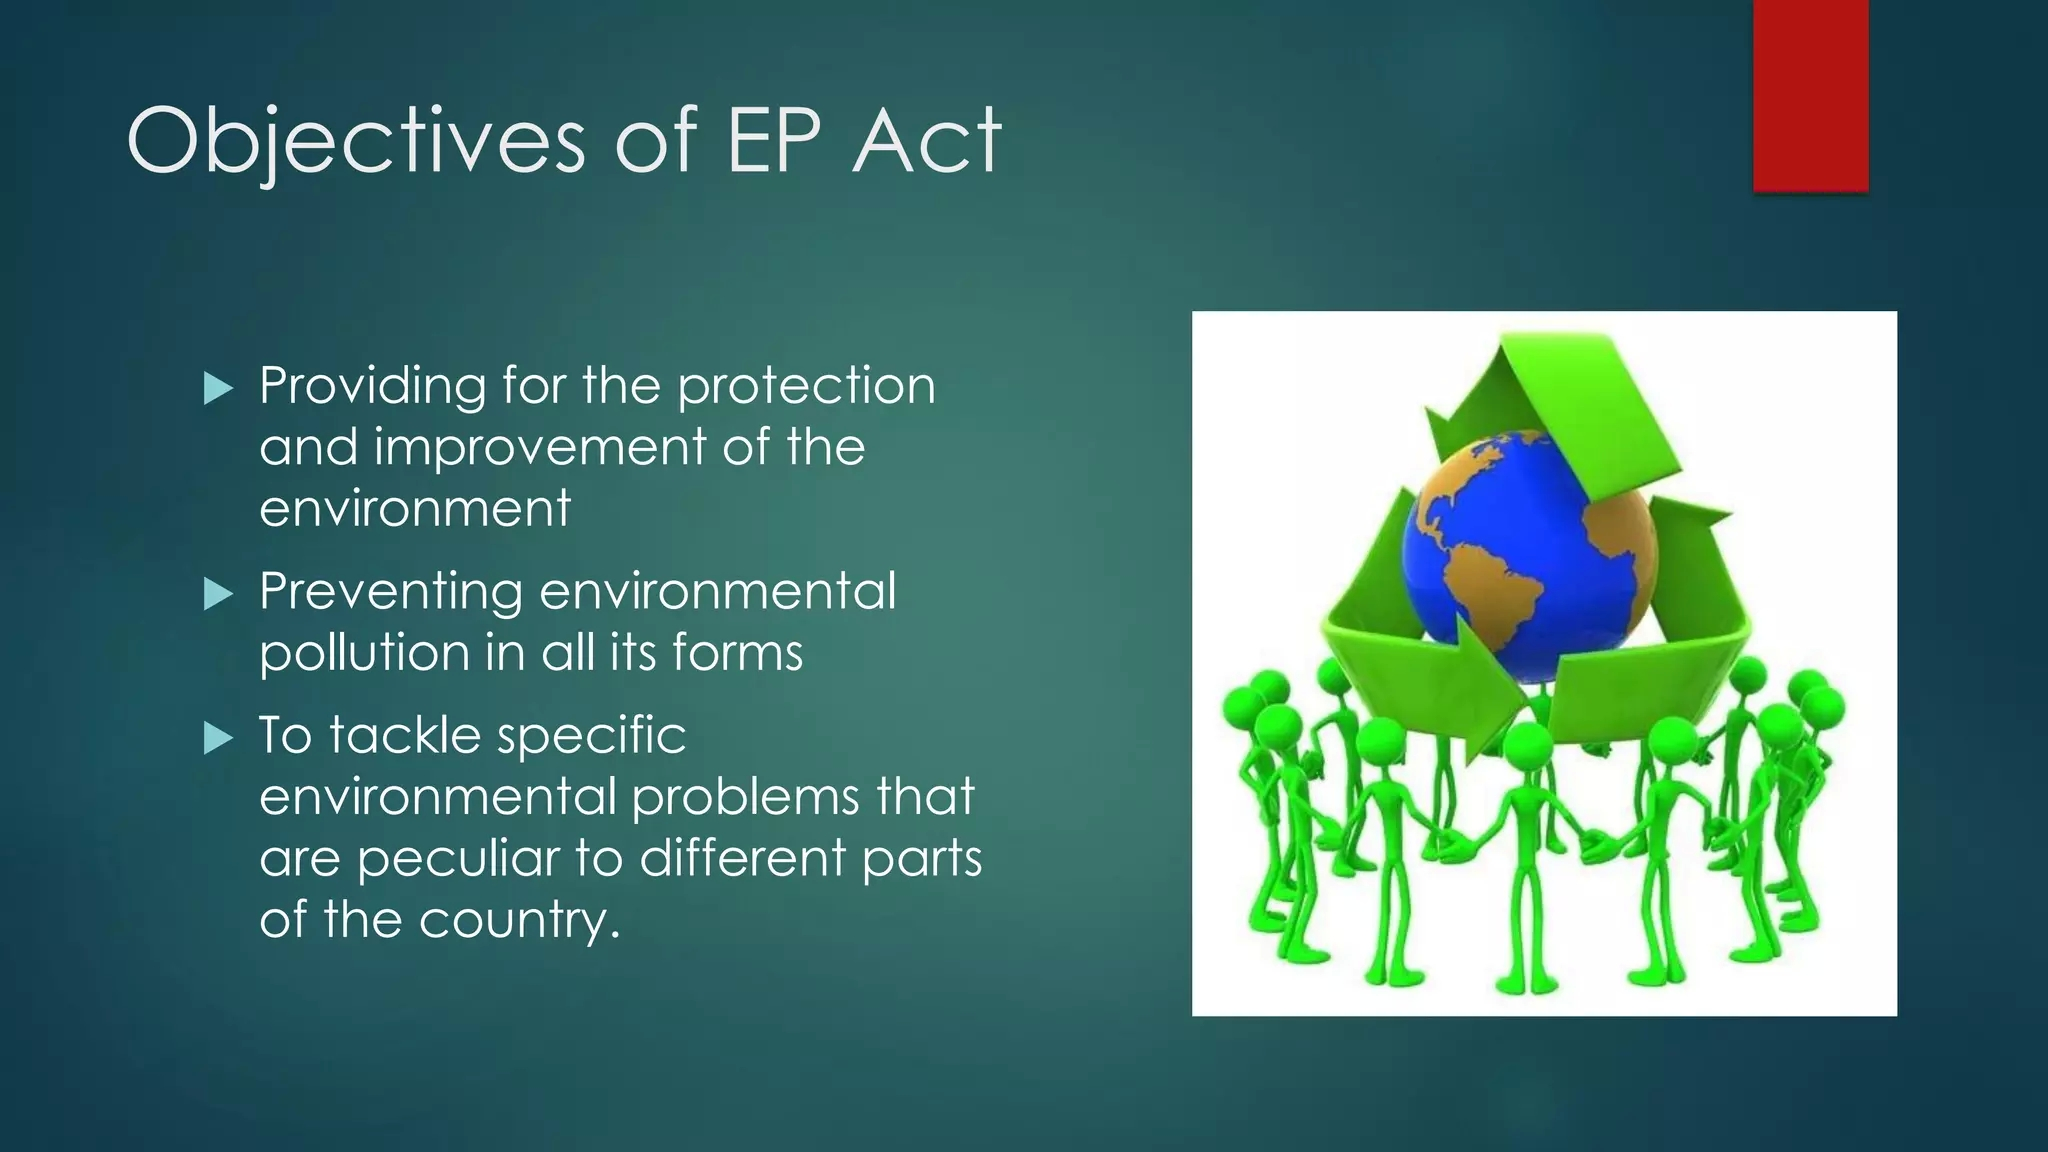 Objectives of EP Act
Providing for the protection
and improvement of the
environment
Preventing environmental
pollution in all its forms
To tackle specific
environmental problems that
are peculiar to different parts
of the country.